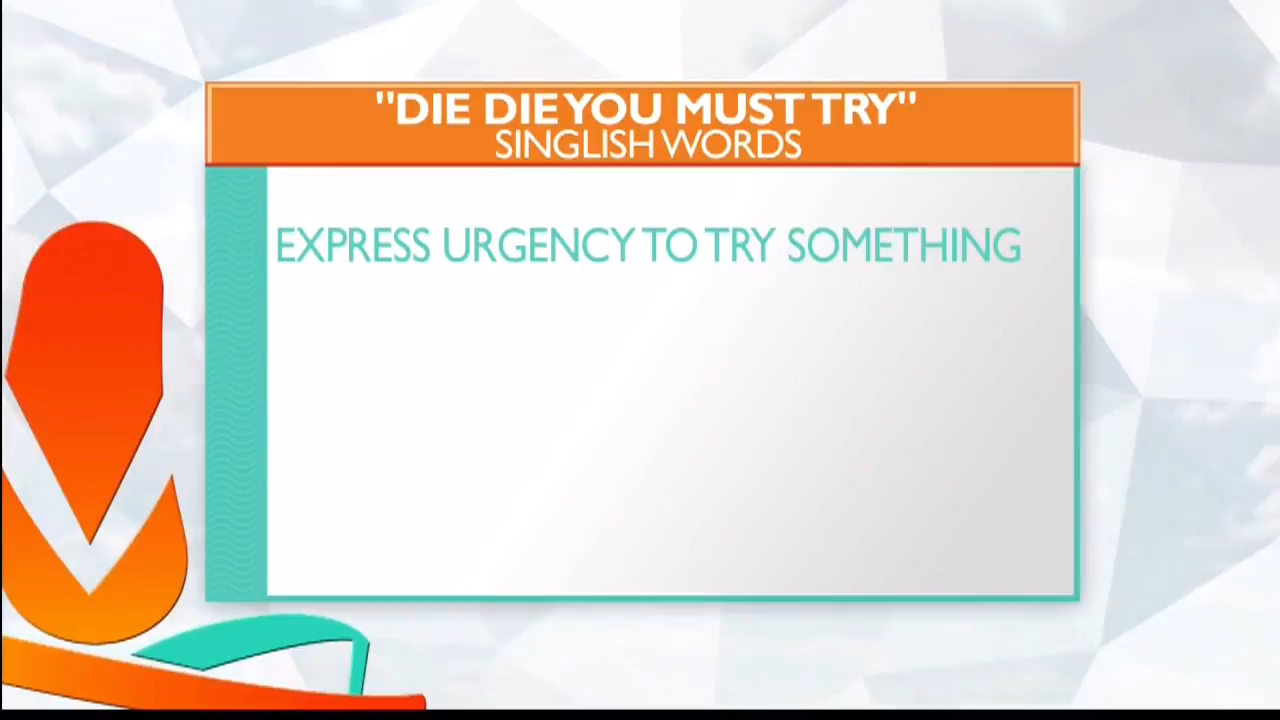 "DIE DIE YOU MUST TRY"
SINGLISH WORDS
EXPRESS URGENCY TO TRY SOMETHING